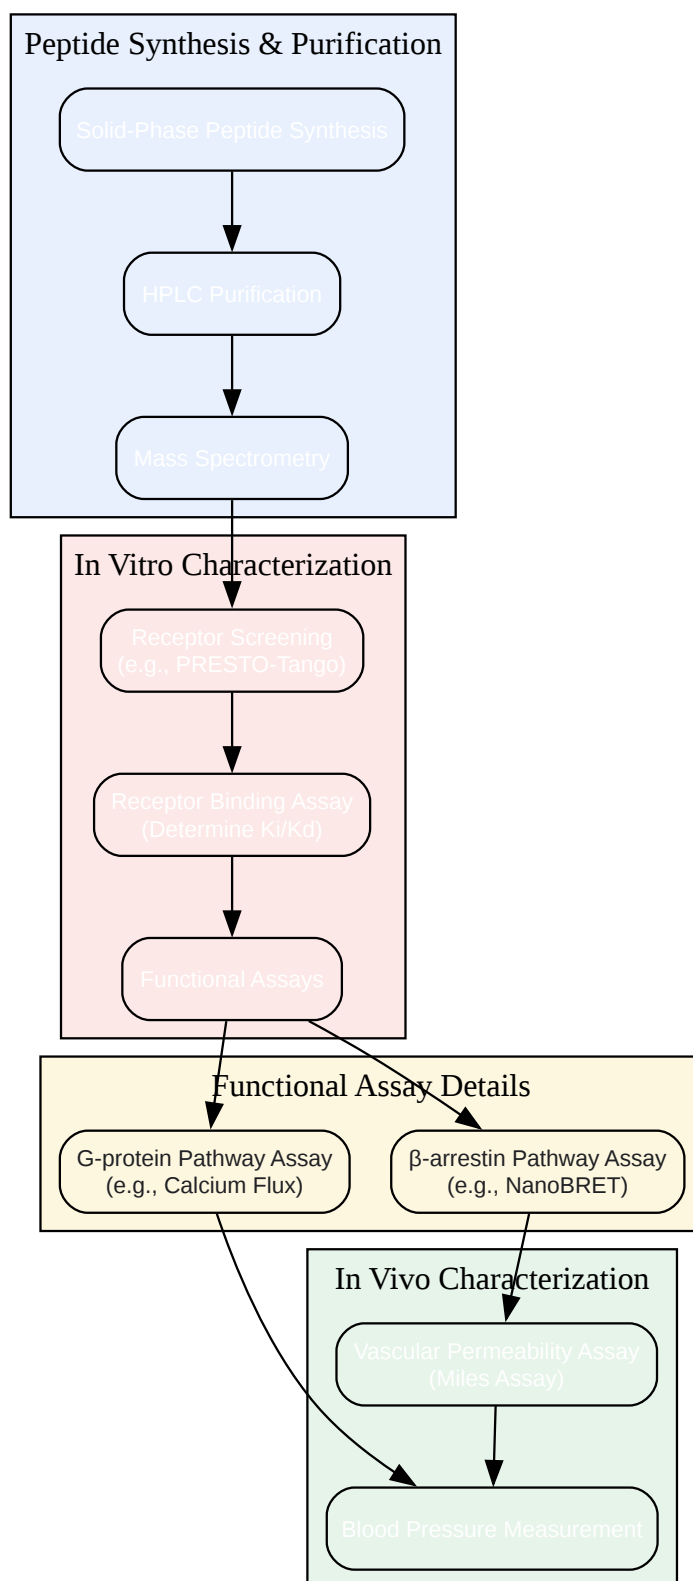 Peptide Synthesis & Purification
Solid-Phase Peptide Synthesis
HPLC Purification
Mass Spectrometry
In Vitro Characterization
Receptor Screening
(e.g., PRESTO-Tango)
Receptor Binding Assay
(Determine Ki/Kd)
Functional Assays
Functional Assay Details
G-protein Pathway Assay
(e.g., Calcium Flux)
β-arrestin Pathway Assay
(e.g., NanoBRET)
In Vivo Characterization
Vascular Permeability Assay
(Miles Assay)
Blood Pressure Measurement